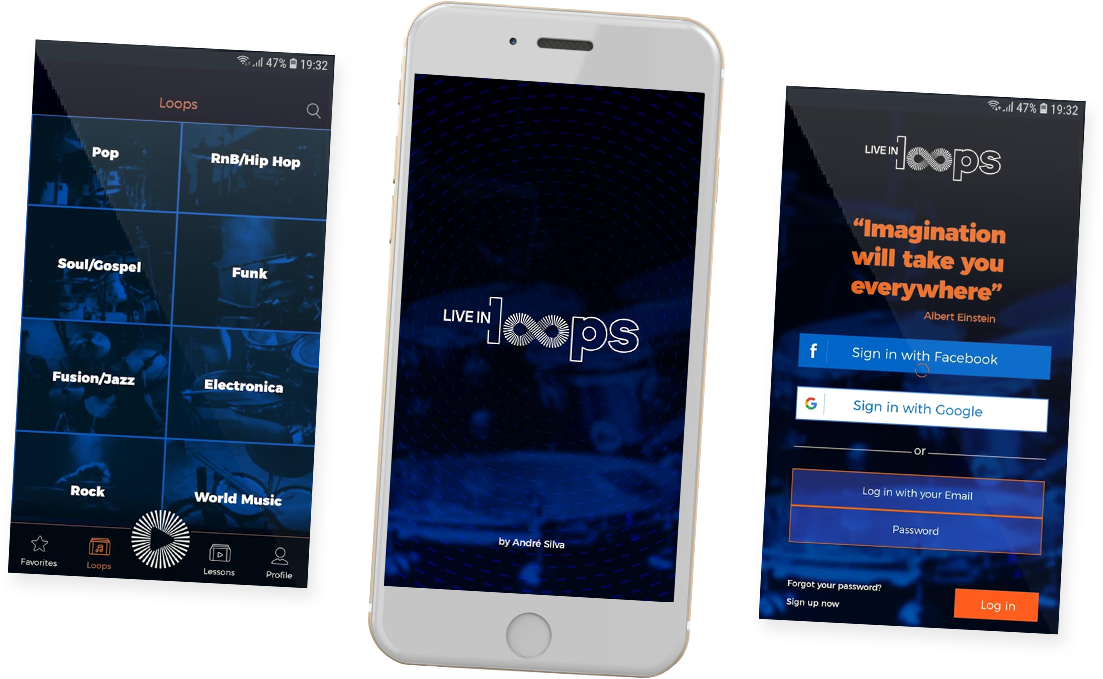 47% 19:32
Loops
Pop
RnB/Hip Hop
Soul/Gospel
Funk
Fusion/Jazz
Electronica
Rock
World Music
Favorites
Loops
Lessons
Profile
LIVE IN loops
by André Silva
47% 19:32
LIVE IN loops
“Imagination
will take you
everywhere”
Albert Einstein
f Sign in with Facebook
G Sign in with Google
or
Log in with your Email
Password
Forgot your password?
Sign up now
Log in